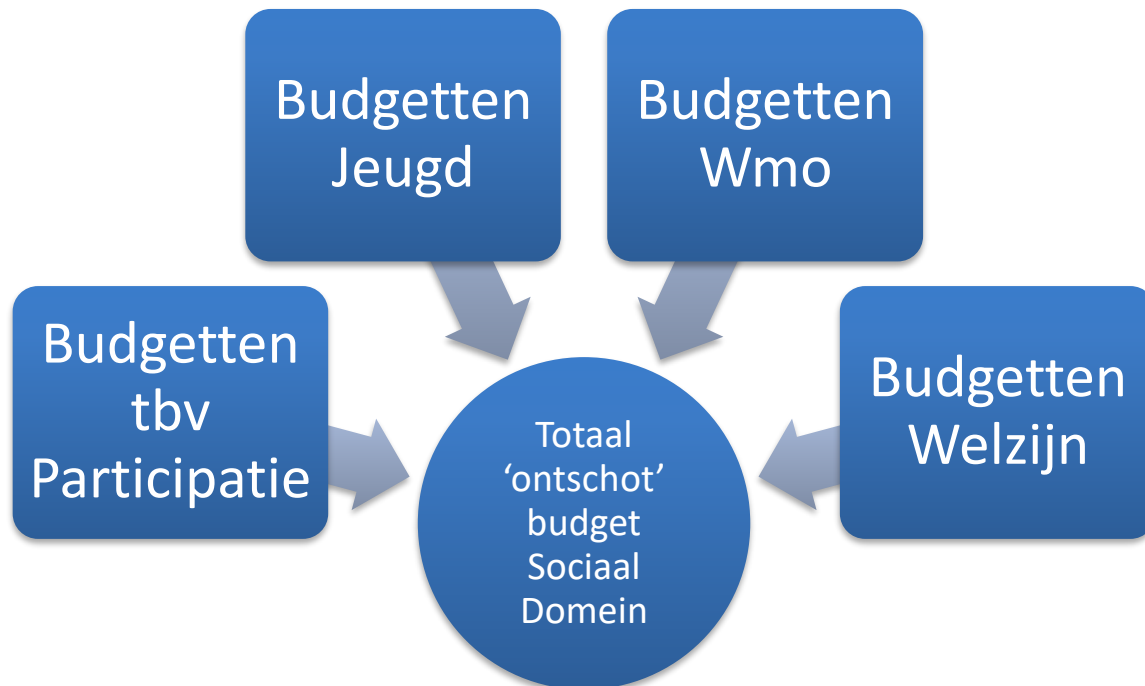 Budgetten
Jeugd
Budgetten
Wmo
Budgetten
tbv
Participatie
Budgetten
Welzijn
Totaal
‘ontschot’
budget
Sociaal
Domein